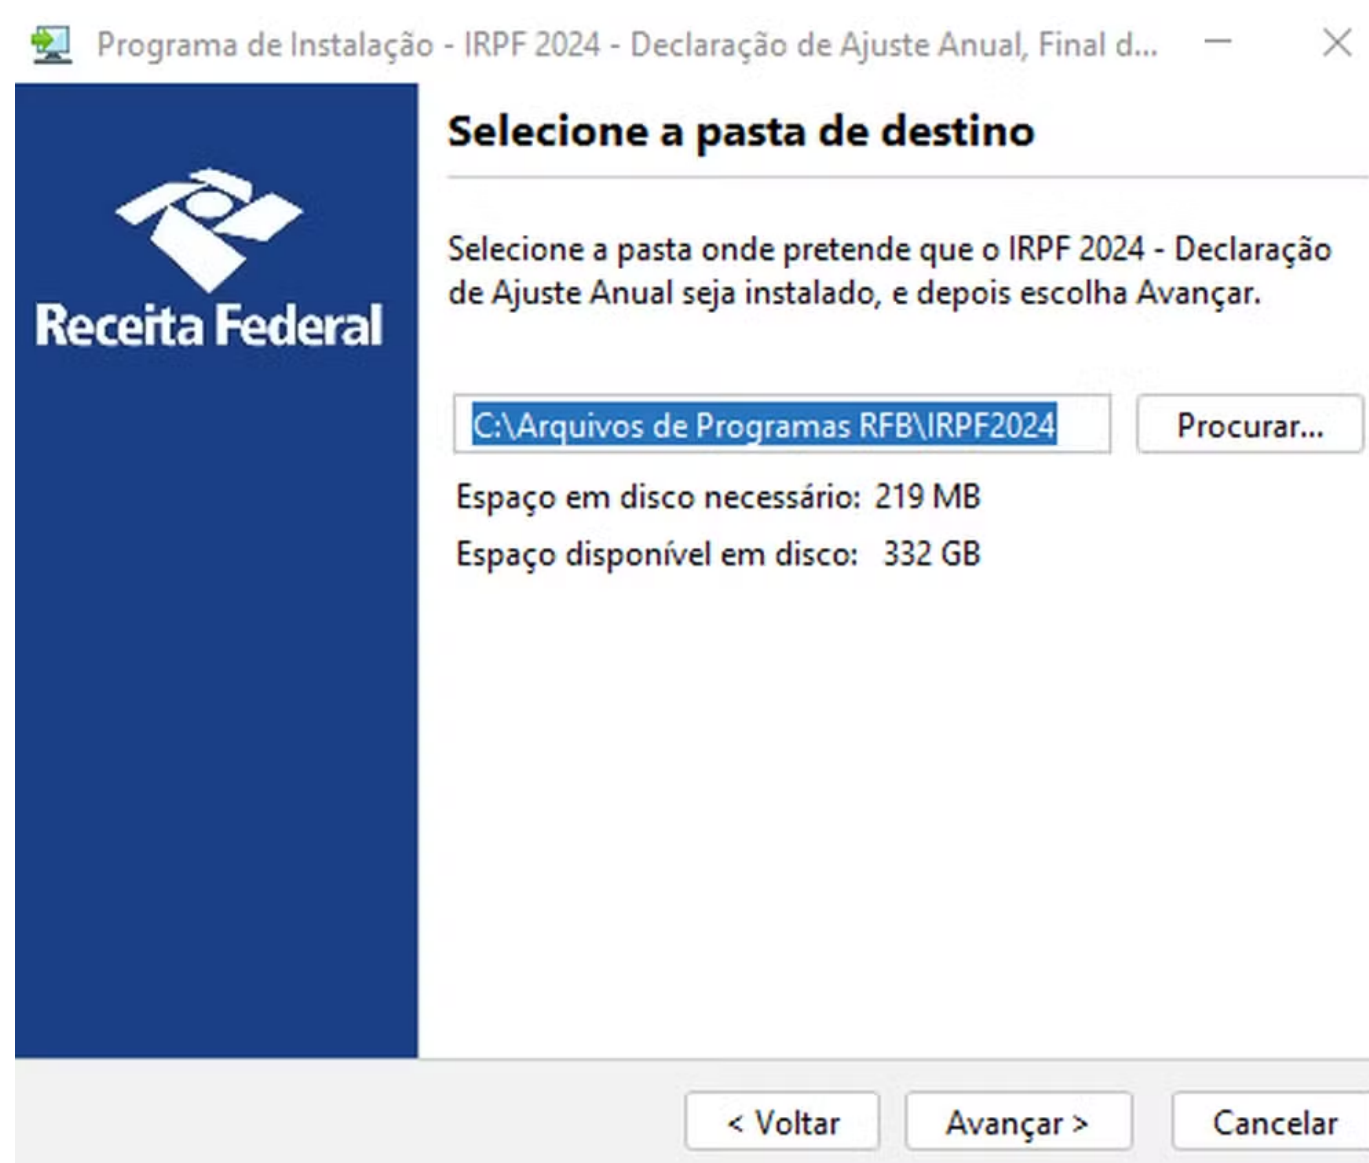 Programa de Instalação - IRPF 2024 - Declaração de Ajuste Anual, Final d...
Receita Federal
Selecione a pasta de destino
Selecione a pasta onde pretende que o IRPF 2024 - Declaração
de Ajuste Anual seja instalado, e depois escolha Avançar.
C:\Arquivos de Programas RFB\IRPF2024
Procurar...
Espaço em disco necessário: 219 MB
Espaço disponível em disco: 332 GB
< Voltar
Avançar >
Cancelar